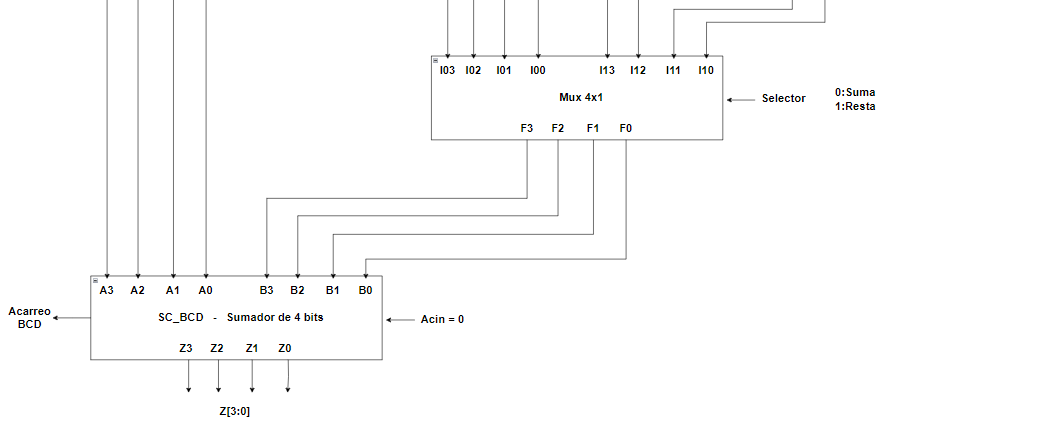 I03 I02 I01 I00 I13 I12 I11 I10
Mux 4x1
Selector
0:Suma
1:Resta
F3 F2 F1 F0
A3 A2 A1 A0 B3 B2 B1 B0
Acarreo
BCD
SC_BCD - Sumador de 4 bits
Acin = 0
Z3 Z2 Z1 Z0
Z[3:0]